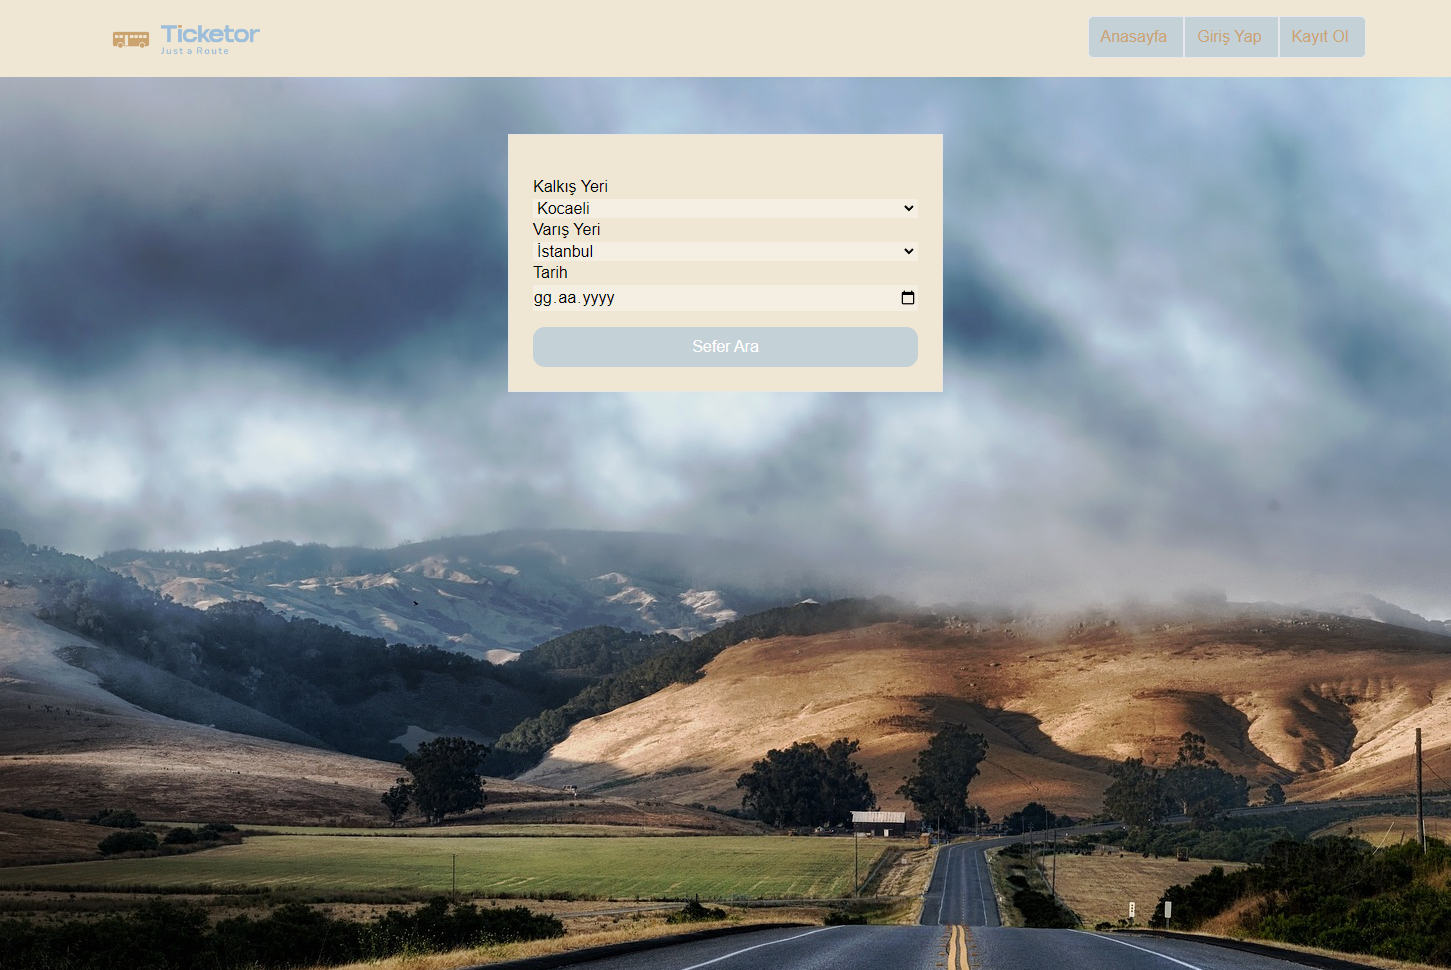 Ticketor
Just a Route
Anasayfa
Giriş Yap
Kayıt Ol
Kalkış Yeri
Kocaeli
Varış Yeri
İstanbul
Tarih
gg.aa.yyyy
Sefer Ara